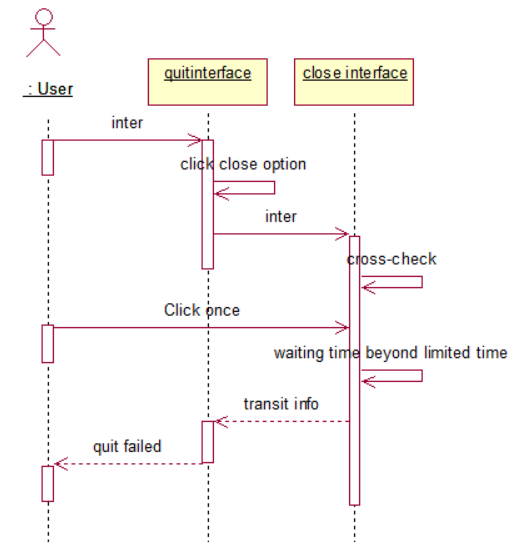 : User
quitinterface
close interface
inter
click close option
inter
cross-check
Click once
waiting time beyond limited time
transit info
quit failed